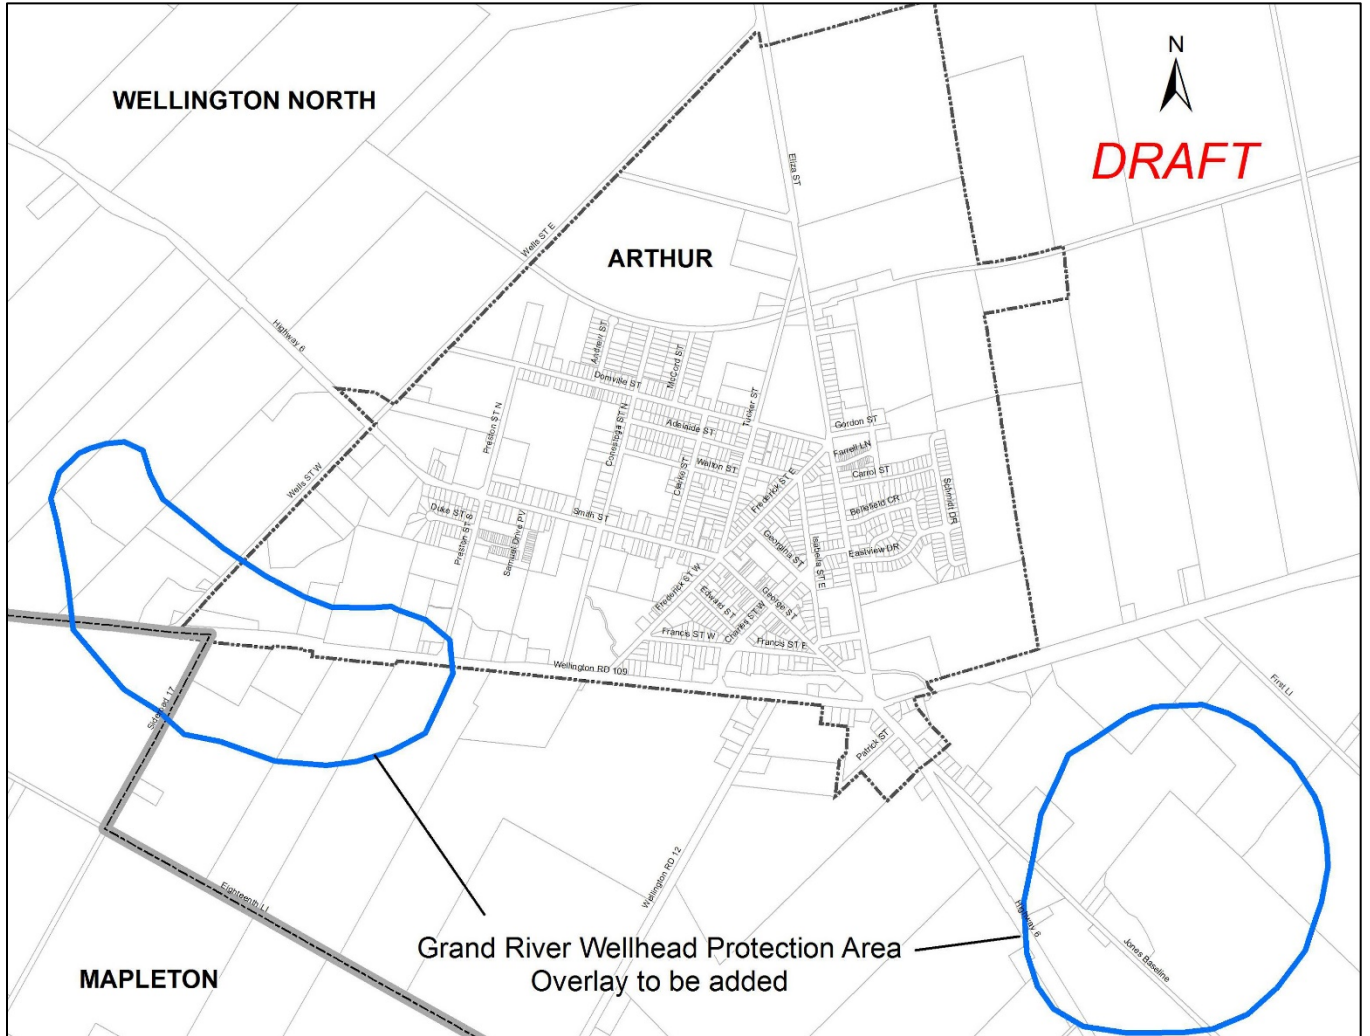 N
WELLINGTON NORTH
DRAFT
Eliza ST
Wells ST E
ARTHUR
Highway 6
Andrew ST
McCord ST
Domville ST
Tucker ST
Preston ST N
Conestoga ST N
Adelaide ST
Gordon ST
Farrell LN
Walton ST
Clarke ST
Frederick ST E
Carrol ST
Schmidt DR
Wells ST W
Duke ST
Smith ST
Bellefield CR
Preston ST S
Samuel Drive PV
Georgina ST
Isabella ST E
Eastview DR
Frederick ST W
Edward ST
George ST
Charles ST W
Francis ST W
Francis ST E
Wellington RD 109
First LI
Sideroad 17
Patrick ST
Wellington RD 12
Eighteenth LI
Highway 6
Jones Baseline
Grand River Wellhead Protection Area
Overlay to be added
MAPLETON